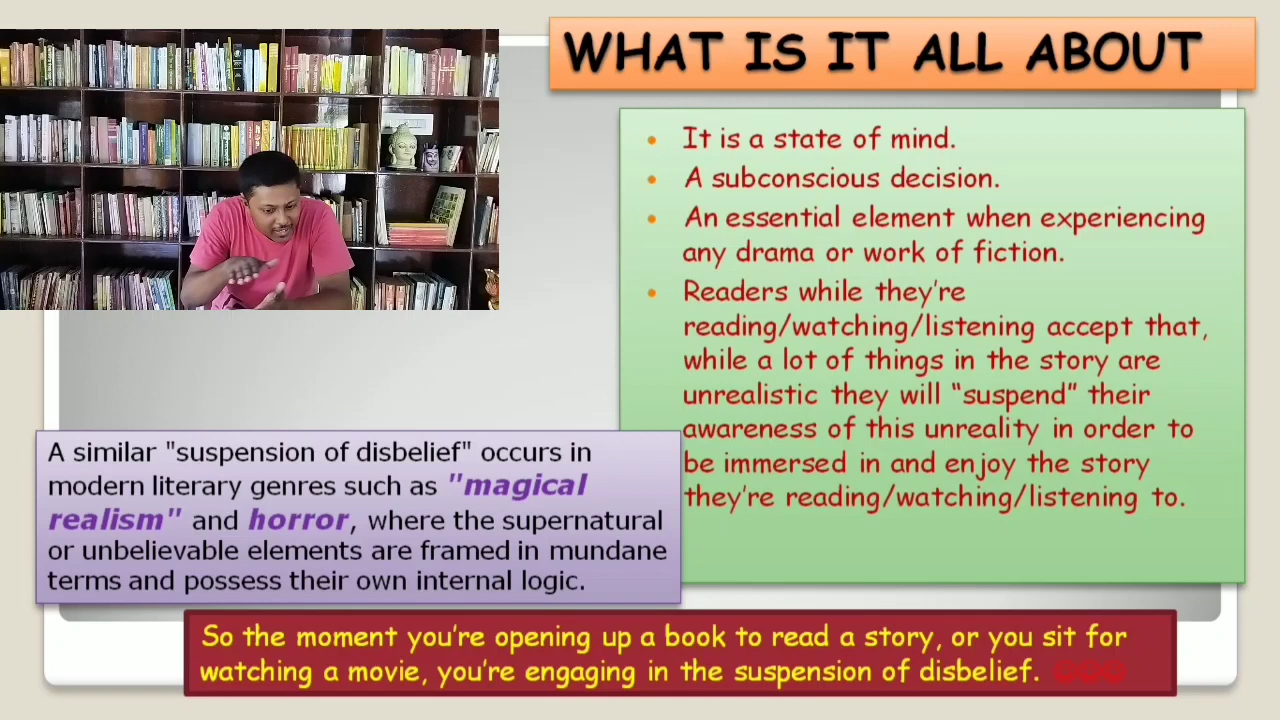 WHAT IS IT ALL ABOUT
• It is a state of mind.
• A subconscious decision.
• An essential element when experiencing
any drama or work of fiction.
• Readers while they're
reading/watching/listening accept that,
while a lot of things in the story are
unrealistic they will “suspend” their
awareness of this unreality in order to
be immersed in and enjoy the story
they're reading/watching/listening to.
A similar "suspension of disbelief" occurs in
modern literary genres such as "magical
realism" and horror, where the supernatural
or unbelievable elements are framed in mundane
terms and possess their own internal logic.
So the moment you're opening up a book to read a story, or you sit for
watching a movie, you're engaging in the suspension of disbelief.